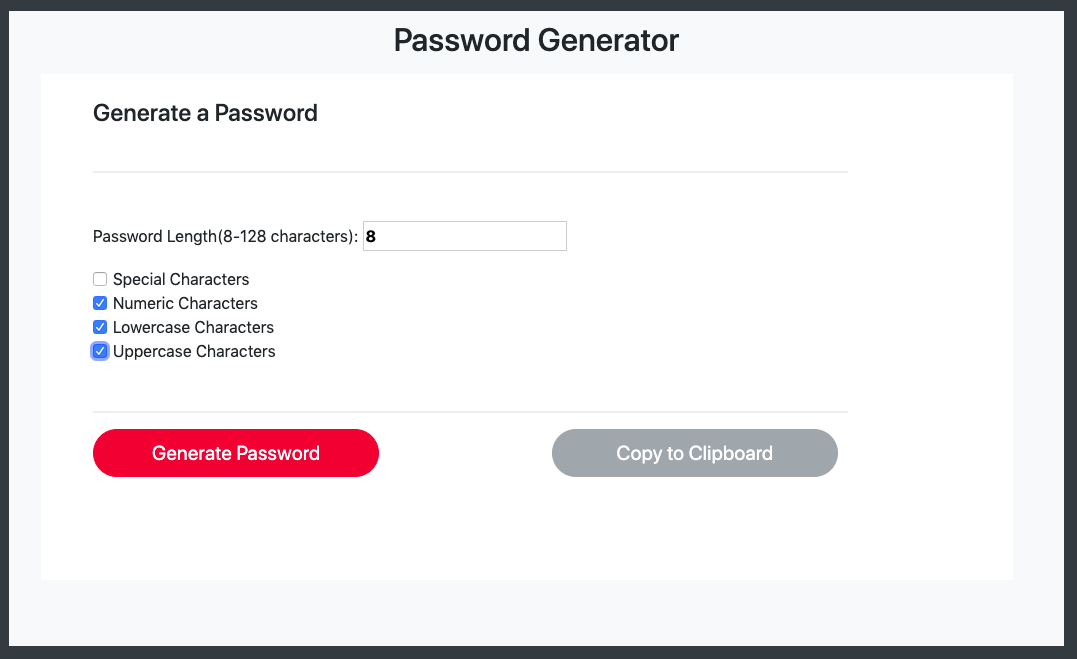 Password Generator
Generate a Password
Password Length(8-128 characters): 8
Special Characters
Numeric Characters
Lowercase Characters
Uppercase Characters
Generate Password
Copy to Clipboard